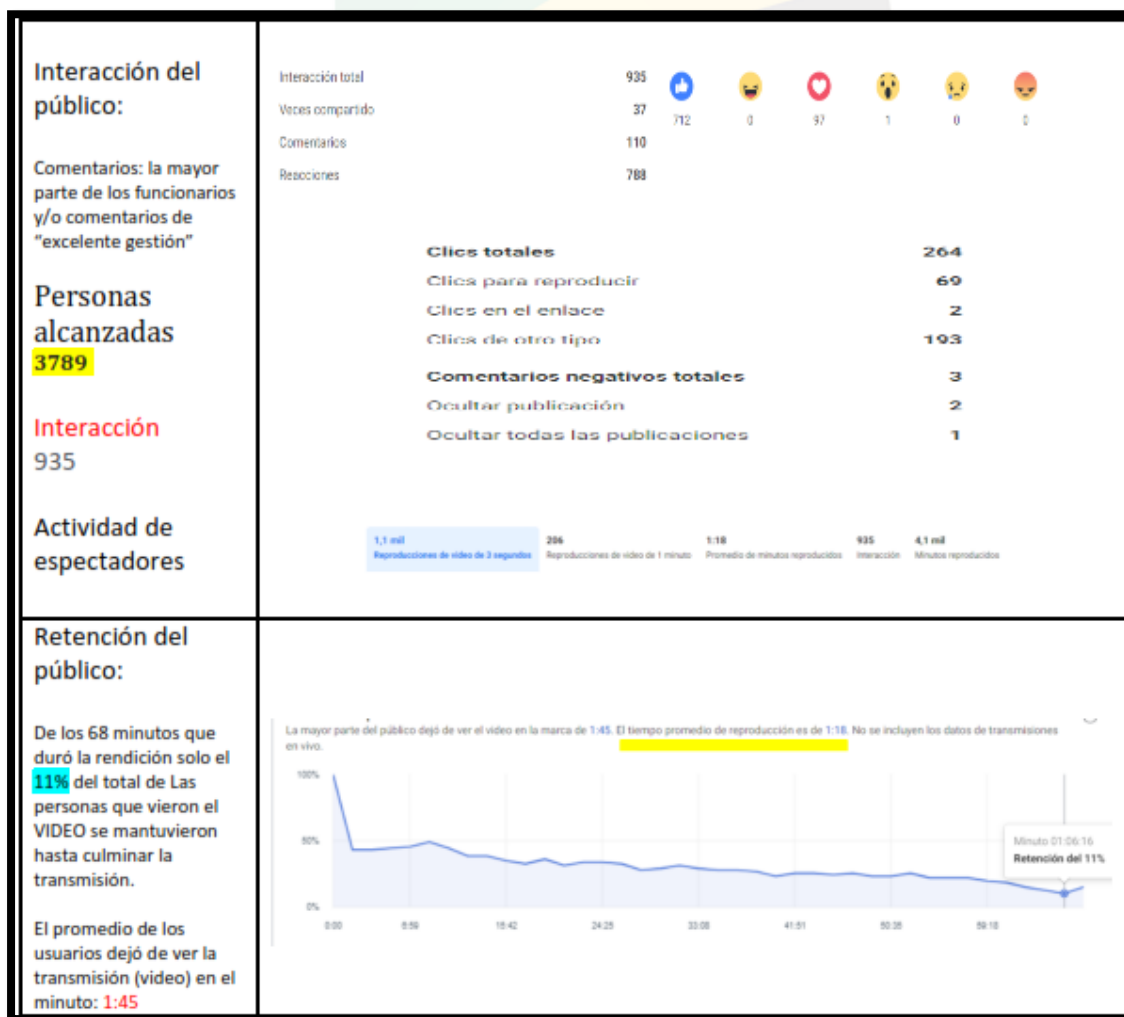 Interacción del
público:
Comentarios: la mayor
parte de los funcionarios
y/o comentarios de
"excelente gestión"
Personas
alcanzadas
3789
Interacción
935
Actividad de
espectadores
Interacción total 935
Veces compartido 37
Comentarios 110
Reacciones 788
712 0 97 1 0 0
Clics totales 264
Clics para reproducir 69
Clics en el enlace 2
Clics de otro tipo 193
Comentarios negativos totales 3
Ocultar publicación 2
Ocultar todas las publicaciones 1
1,1 mil 206 1:18 935 4,1 mil
Reproducciones de video de 3 segundos Reproducciones de video de 1 minuto Promedio de minutos reproducidos Interacción Minutos reproducidos
Retención del
público:
De los 68 minutos que
duró la rendición solo el
11% del total de Las
personas que vieron el
VIDEO se mantuvieron
hasta culminar la
transmisión.
El promedio de los
usuarios dejó de ver la
transmisión (video) en el
minuto: 1:45
La mayor parte del público dejó de ver el video en la marca de 1:45. El tiempo promedio de reproducción es de 1:18. No se incluyen los datos de transmisiones
en vivo.
100%
50%
0%
Minuto 01:06:16
Retención del 11%
0:00 8:59 16:42 24:25 33:08 41:51 50:35 59:18